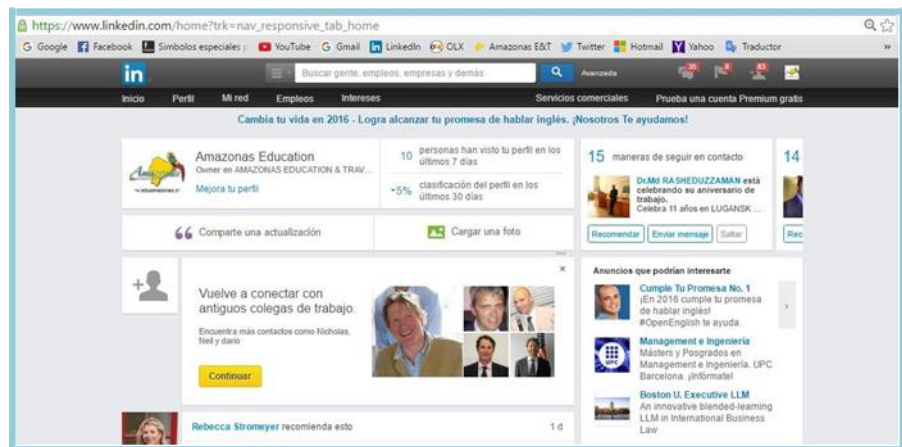 https://www.linkedin.com/home?trk=nav_responsive_tab_home
Google Facebook Simbolos especiales YouTube Gmail LinkedIn OLX Amazonas E&T Twitter Hotmail Yahoo Traductor »
in Buscar gente, empleos, empresas y demás Avanzada 35 8 83
Inicio Perfil Mi red Empleos Intereses Servicios comerciales Prueba una cuenta Premium gratis
Cambia tu vida en 2016 - Logra alcanzar tu promesa de hablar inglés. ¡Nosotros Te ayudamos!
Amazonas Education
Owner en AMAZONAS EDUCATION & TRAV...
Mejora tu perfil
10 personas han visto tu perfil en los
últimos 7 días
-5% clasificación del perfil en los
últimos 30 días
15 maneras de seguir en contacto
Dr.Md RASHEDUZZAMAN está
celebrando su aniversario de
trabajo.
Celebra 11 años en LUGANSK ...
Recomendar Enviar mensaje Saltar
14
Rec
Comparte una actualización
Cargar una foto
Vuelve a conectar con
antiguos colegas de trabajo.
Encuentra más contactos como Nicholas,
Neil y dario
Continuar
Anuncios que podrían interesarte
Cumple Tu Promesa No. 1
¡En 2016 cumple tu promesa
de hablar inglés!
#OpenEnglish te ayuda.
UPC
Management e Ingeniería
Másters y Posgrados en
Management e Ingeniería. UPC
Barcelona. ¡Infórmate!
Boston U. Executive LLM
An innovative blended-learning
LLM in International Business
Law
Rebecca Stromeyer recomienda esto 1 d